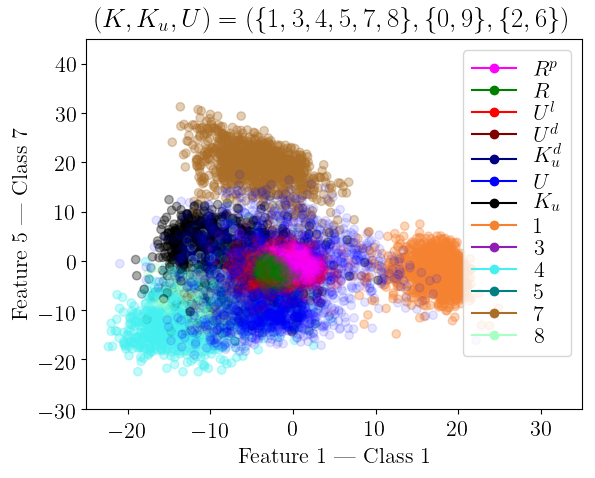 (K, K_u, U) = ({1, 3, 4, 5, 7, 8}, {0, 9}, {2, 6})
Feature 5 — Class 7
40
30
20
10
0
−10
−20
−30
−20
−10
0
10
20
30
Feature 1 — Class 1
R^p
R
U^l
U^d
K_u^d
U
K_u
1
3
4
5
7
8